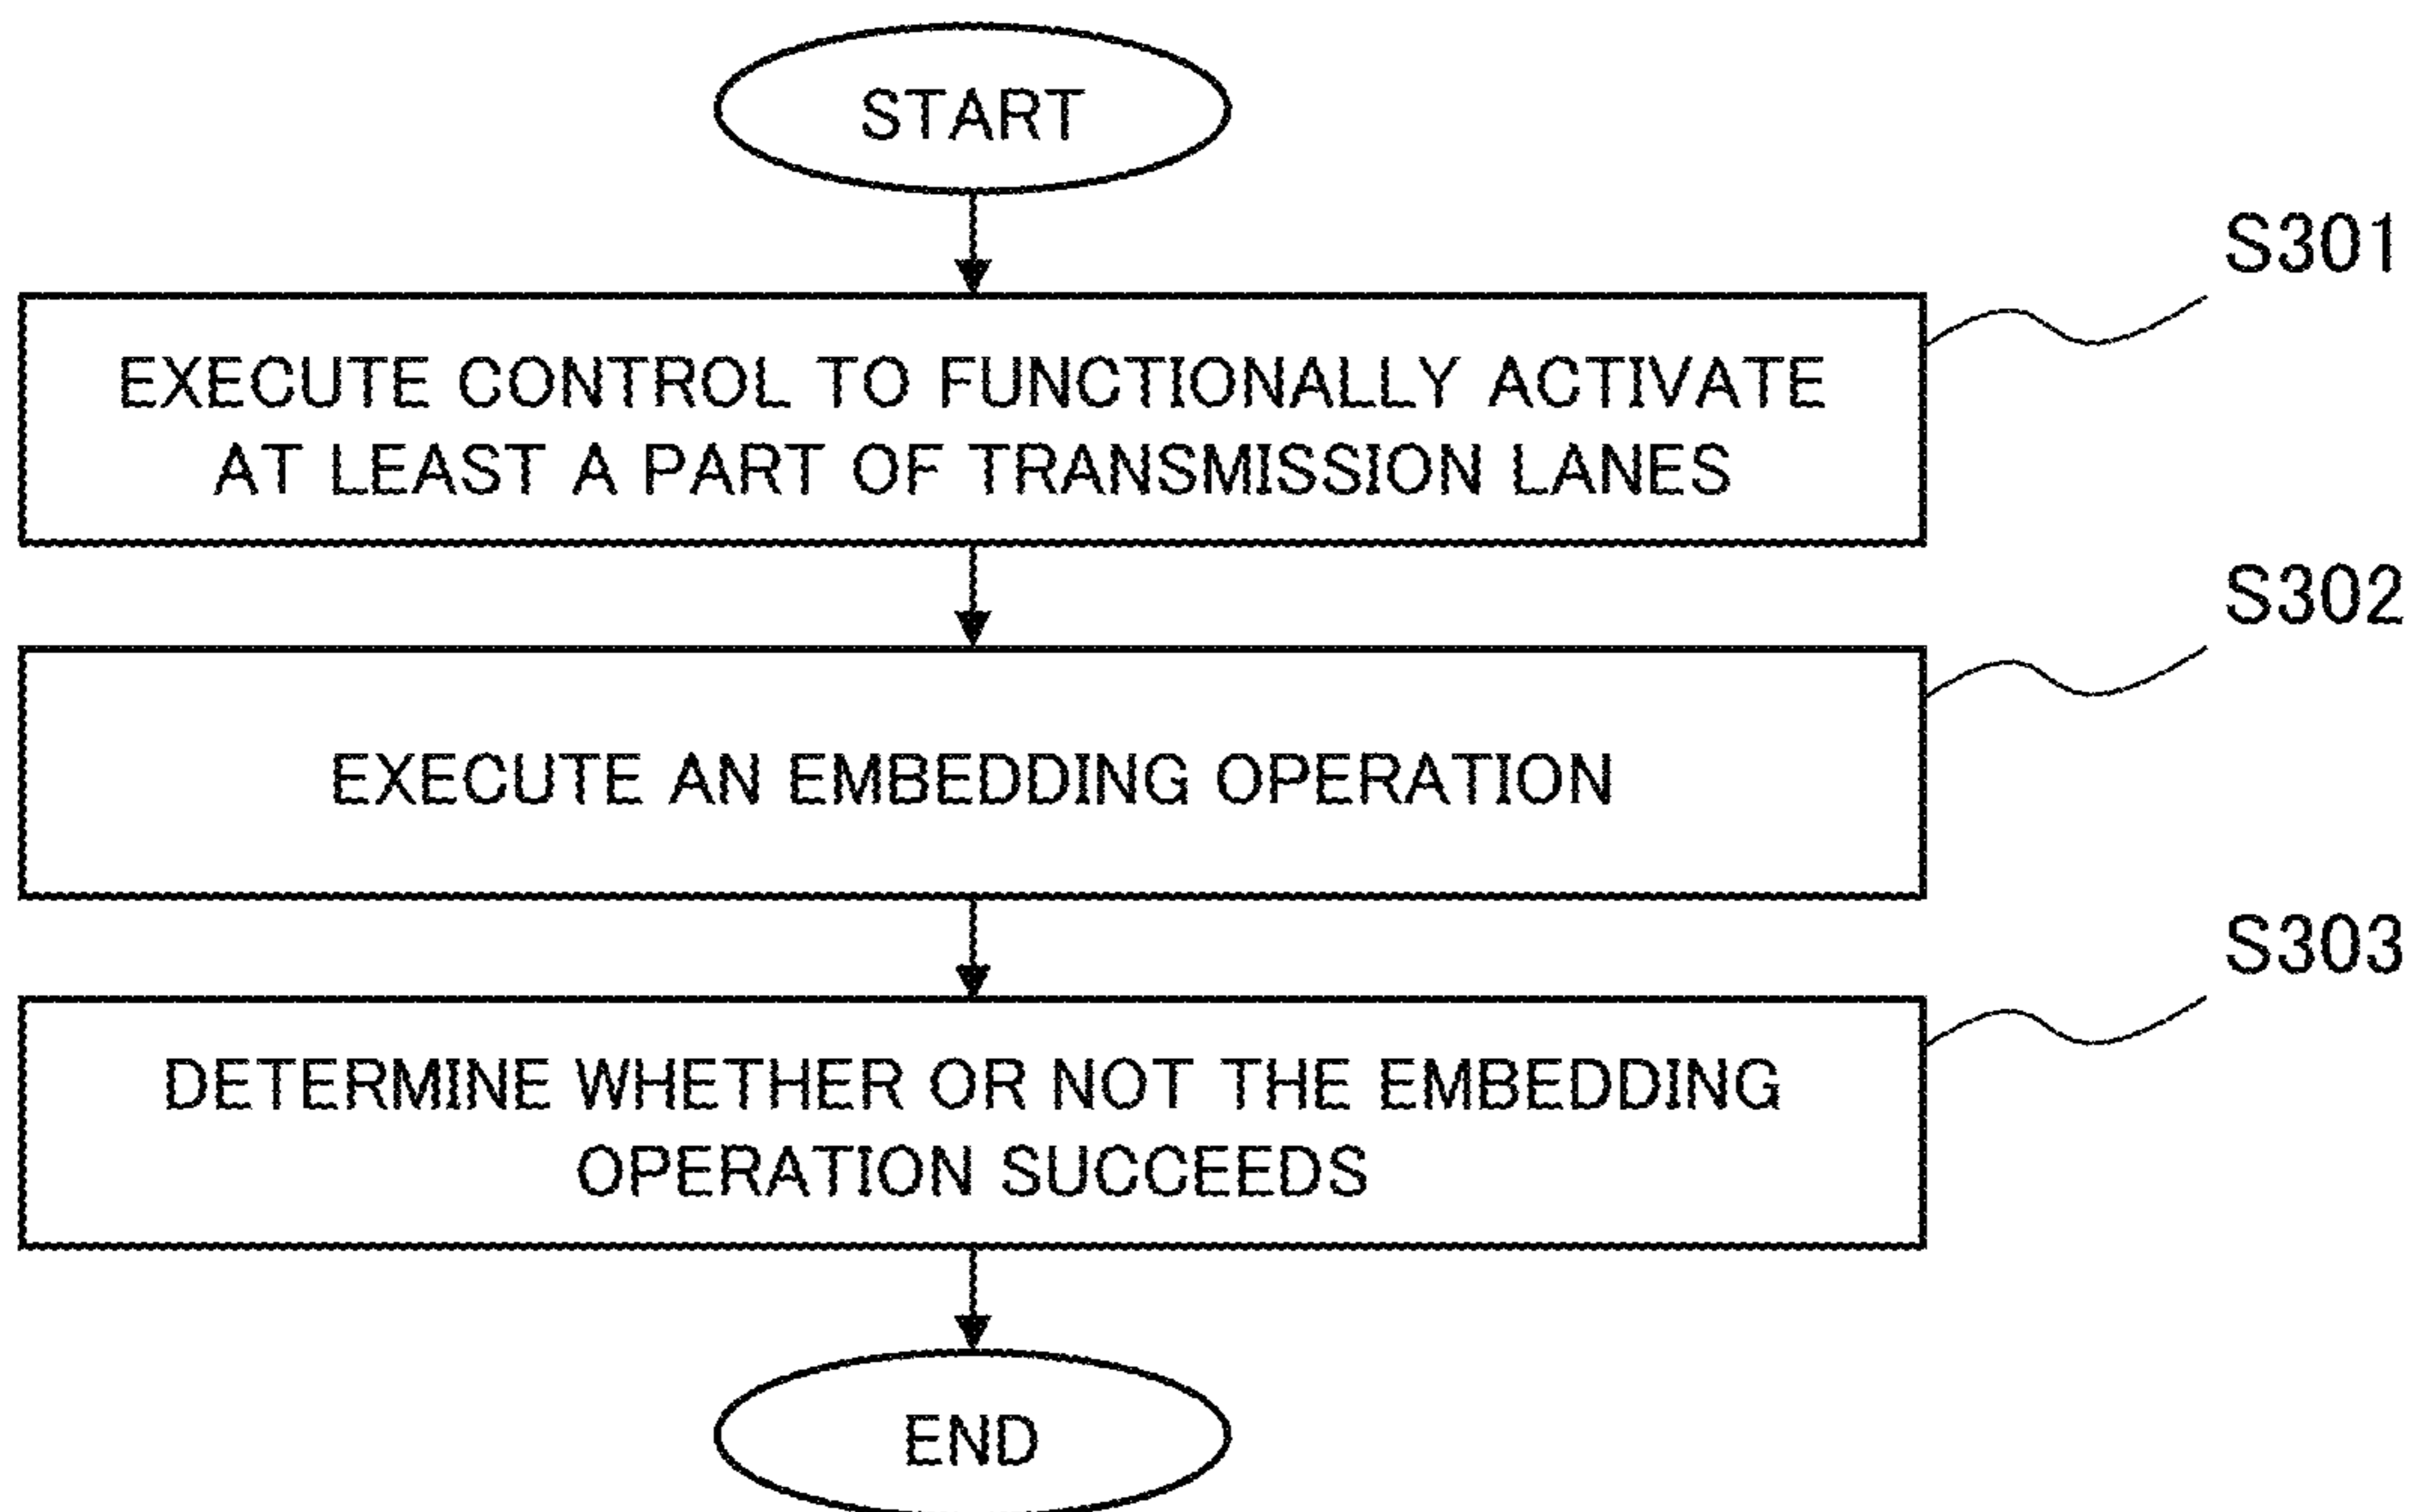 START
S301
EXECUTE CONTROL TO FUNCTIONALLY ACTIVATE
AT LEAST A PART OF TRANSMISSION LANES
S302
EXECUTE AN EMBEDDING OPERATION
S303
DETERMINE WHETHER OR NOT THE EMBEDDING
OPERATION SUCCEEDS
END